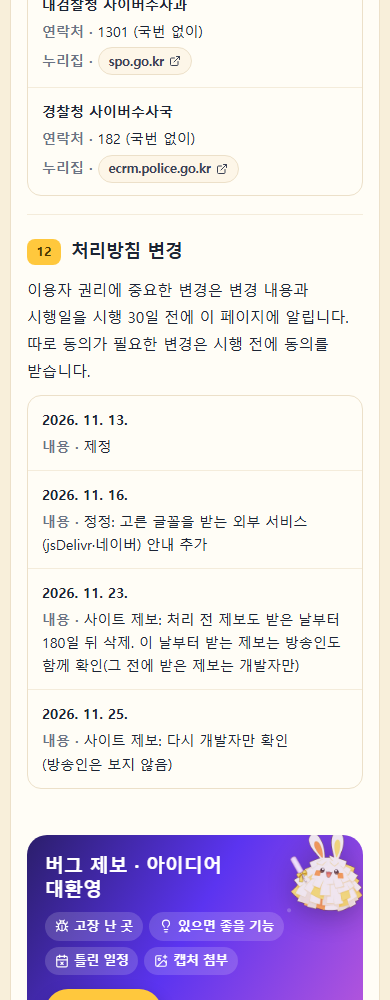 대검찰청 사이버수사과
연락처 · 1301 (국번 없이)
누리집 · spo.go.kr
경찰청 사이버수사국
연락처 · 182 (국번 없이)
누리집 · ecrm.police.go.kr
12 처리방침 변경
이용자 권리에 중요한 변경은 변경 내용과
시행일을 시행 30일 전에 이 페이지에 알립니다.
따로 동의가 필요한 변경은 시행 전에 동의를
받습니다.
2026. 11. 13.
내용 · 제정
2026. 11. 16.
내용 · 정정: 고른 글꼴을 받는 외부 서비스
(jsDelivr·네이버) 안내 추가
2026. 11. 23.
내용 · 사이트 제보: 처리 전 제보도 받은 날부터
180일 뒤 삭제. 이 날부터 받는 제보는 방송인도
함께 확인(그 전에 받은 제보는 개발자만)
2026. 11. 25.
내용 · 사이트 제보: 다시 개발자만 확인
(방송인은 보지 않음)
버그 제보 · 아이디어
대환영
고장 난 곳 있으면 좋을 기능
틀린 일정 캡처 첨부